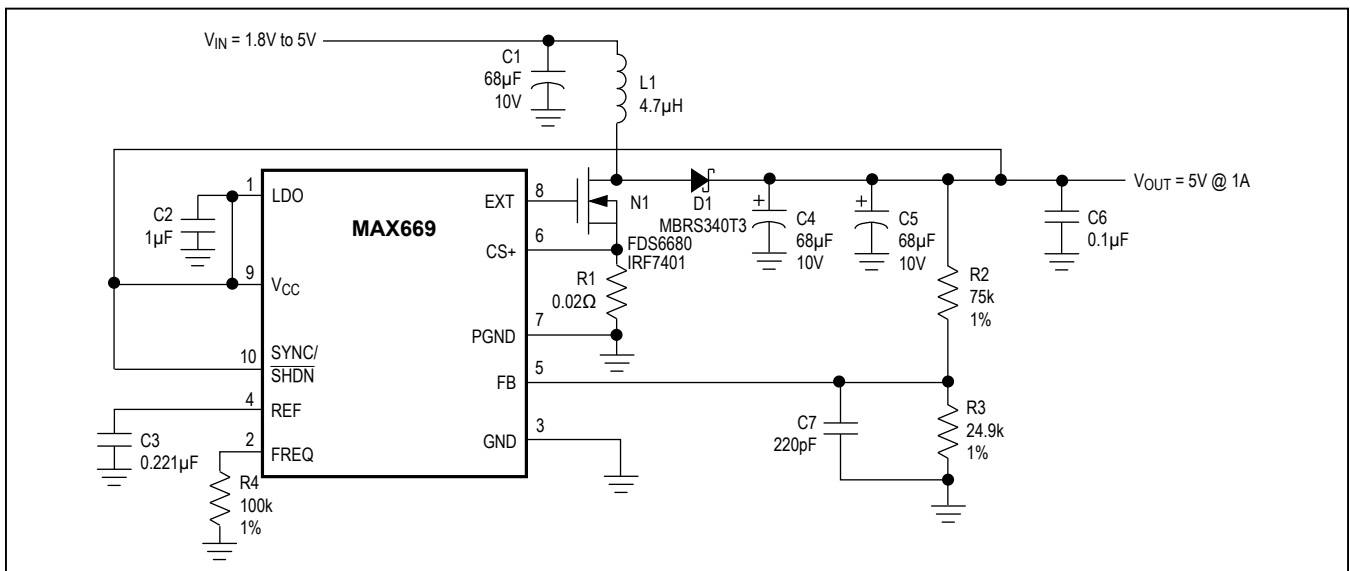 V_IN = 1.8V to 5V
C1
68µF
10V
L1
4.7µH
1
LDO
C2
1µF
MAX669
EXT
8
N1
FDS6680
IRF7401
D1
MBRS340T3
+
C4
68µF
10V
+
C5
68µF
10V
V_OUT = 5V @ 1A
C6
0.1µF
6
CS+
R1
0.02Ω
R2
75k
1%
9
V_CC
7
PGND
10
SYNC/
SHDN
5
FB
4
REF
C3
0.221µF
2
FREQ
R4
100k
1%
3
GND
C7
220pF
R3
24.9k
1%